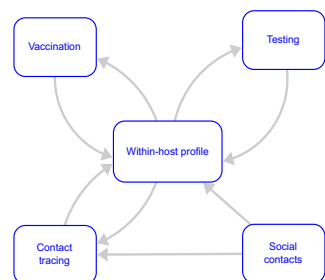 Vaccination
Testing
Within-host profile
Contact
tracing
Social
contacts